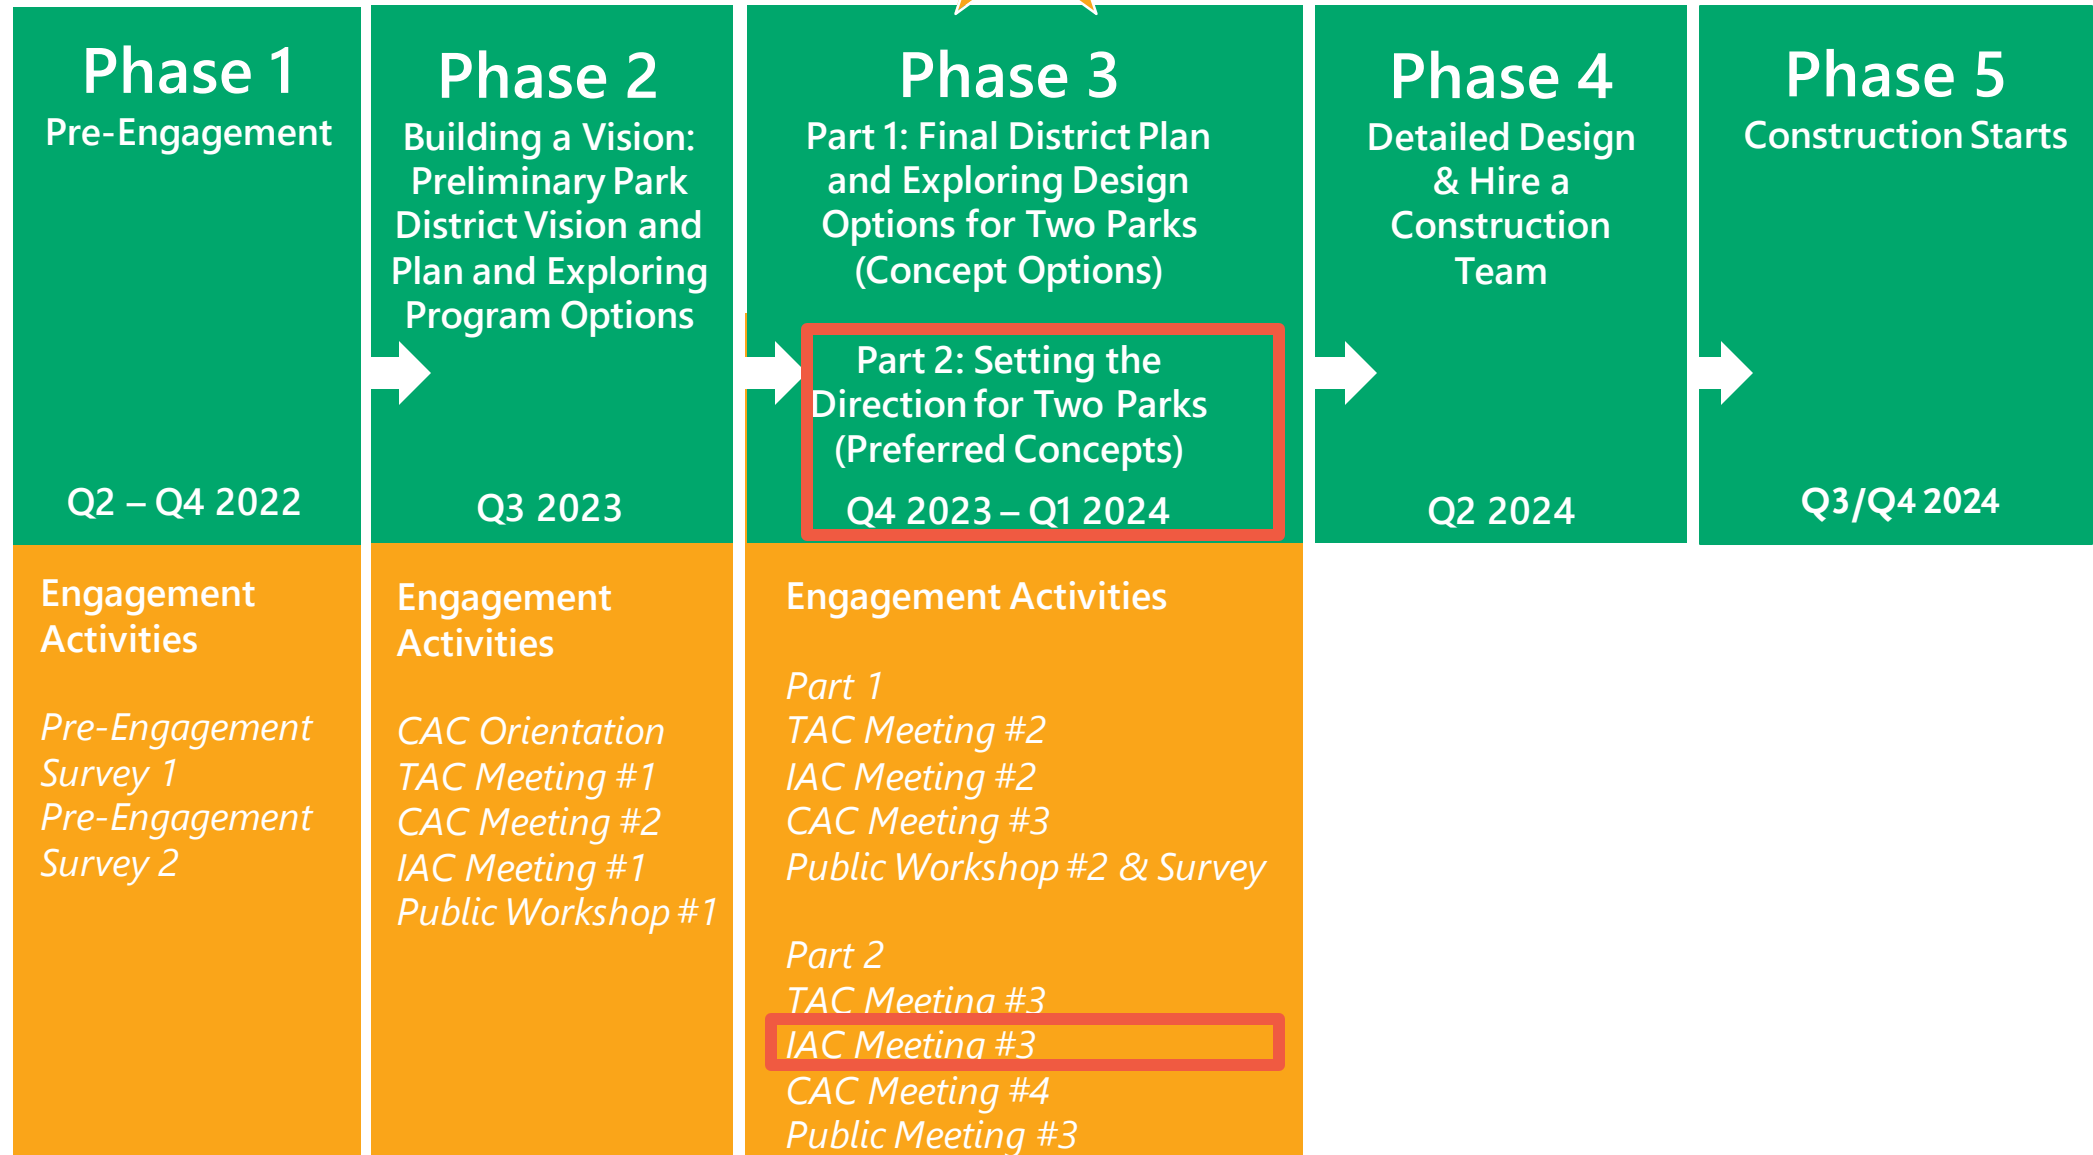 Phase 1
Pre-Engagement
Q2 – Q4 2022
Engagement
Activities
Pre-Engagement
Survey 1
Pre-Engagement
Survey 2
Phase 2
Building a Vision:
Preliminary Park
District Vision and
Plan and Exploring
Program Options
Q3 2023
Engagement
Activities
CAC Orientation
TAC Meeting #1
CAC Meeting #2
IAC Meeting #1
Public Workshop #1
Phase 3
Part 1: Final District Plan
and Exploring Design
Options for Two Parks
(Concept Options)
Part 2: Setting the
Direction for Two Parks
(Preferred Concepts)
Q4 2023 – Q1 2024
Engagement Activities
Part 1
TAC Meeting #2
IAC Meeting #2
CAC Meeting #3
Public Workshop #2 & Survey
Part 2
TAC Meeting #3
IAC Meeting #3
CAC Meeting #4
Public Meeting #3
Phase 4
Detailed Design
& Hire a
Construction
Team
Q2 2024
Phase 5
Construction Starts
Q3/Q4 2024